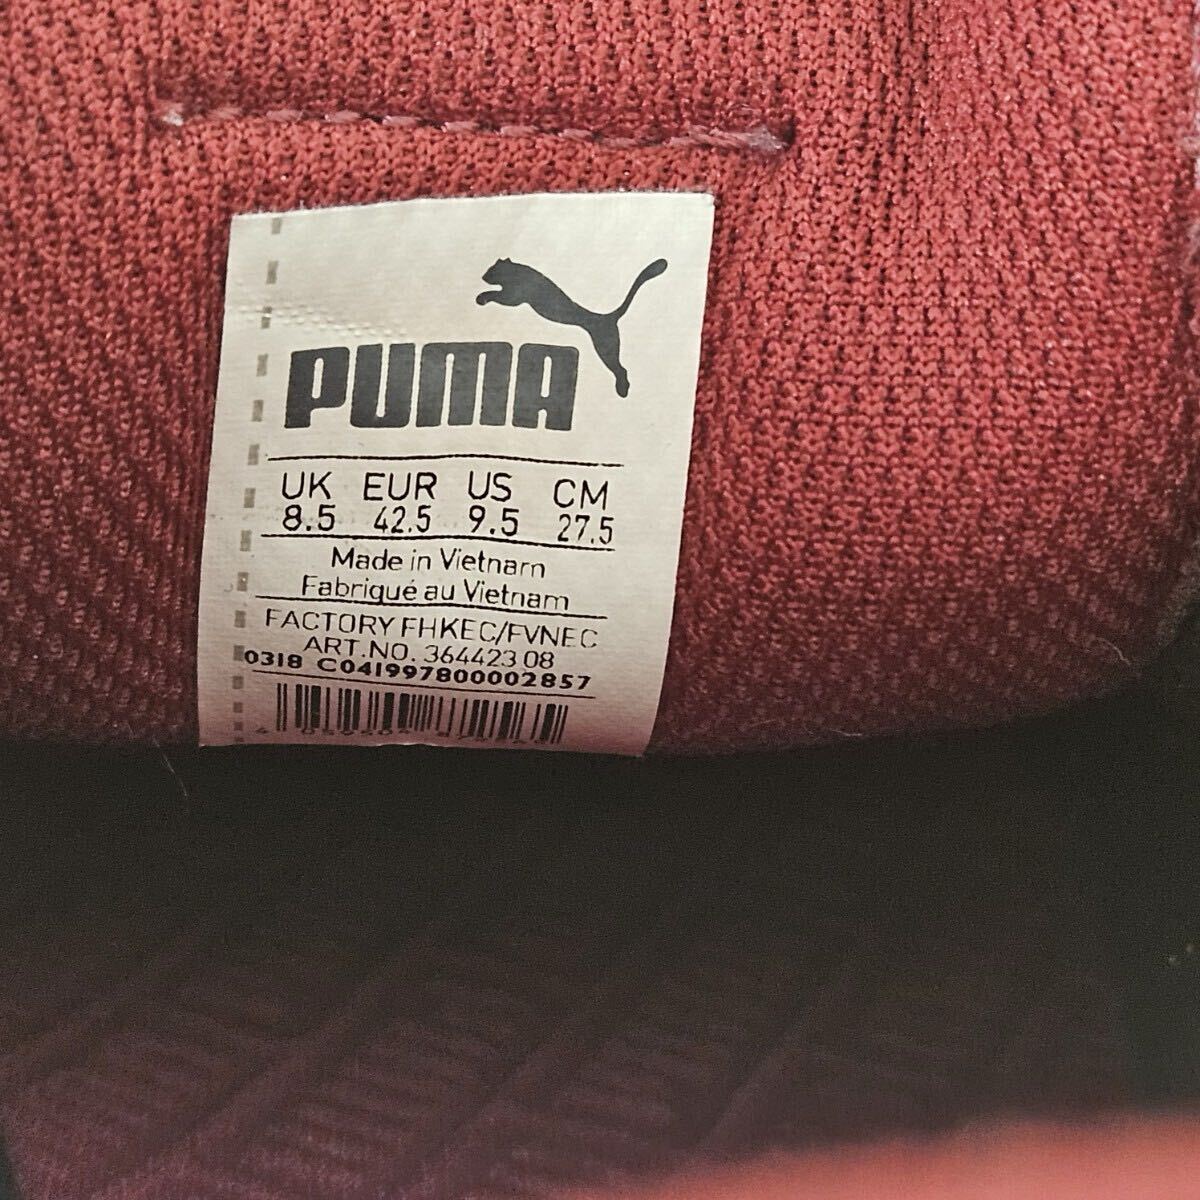 PUMA
UK EUR US CM
8.5 42.5 9.5 27.5
Made in Vietnam
Fabriqué au Vietnam
FACTORY FHKEC/FVNEC
ART.NO. 364423 08
0318 C041997800002857